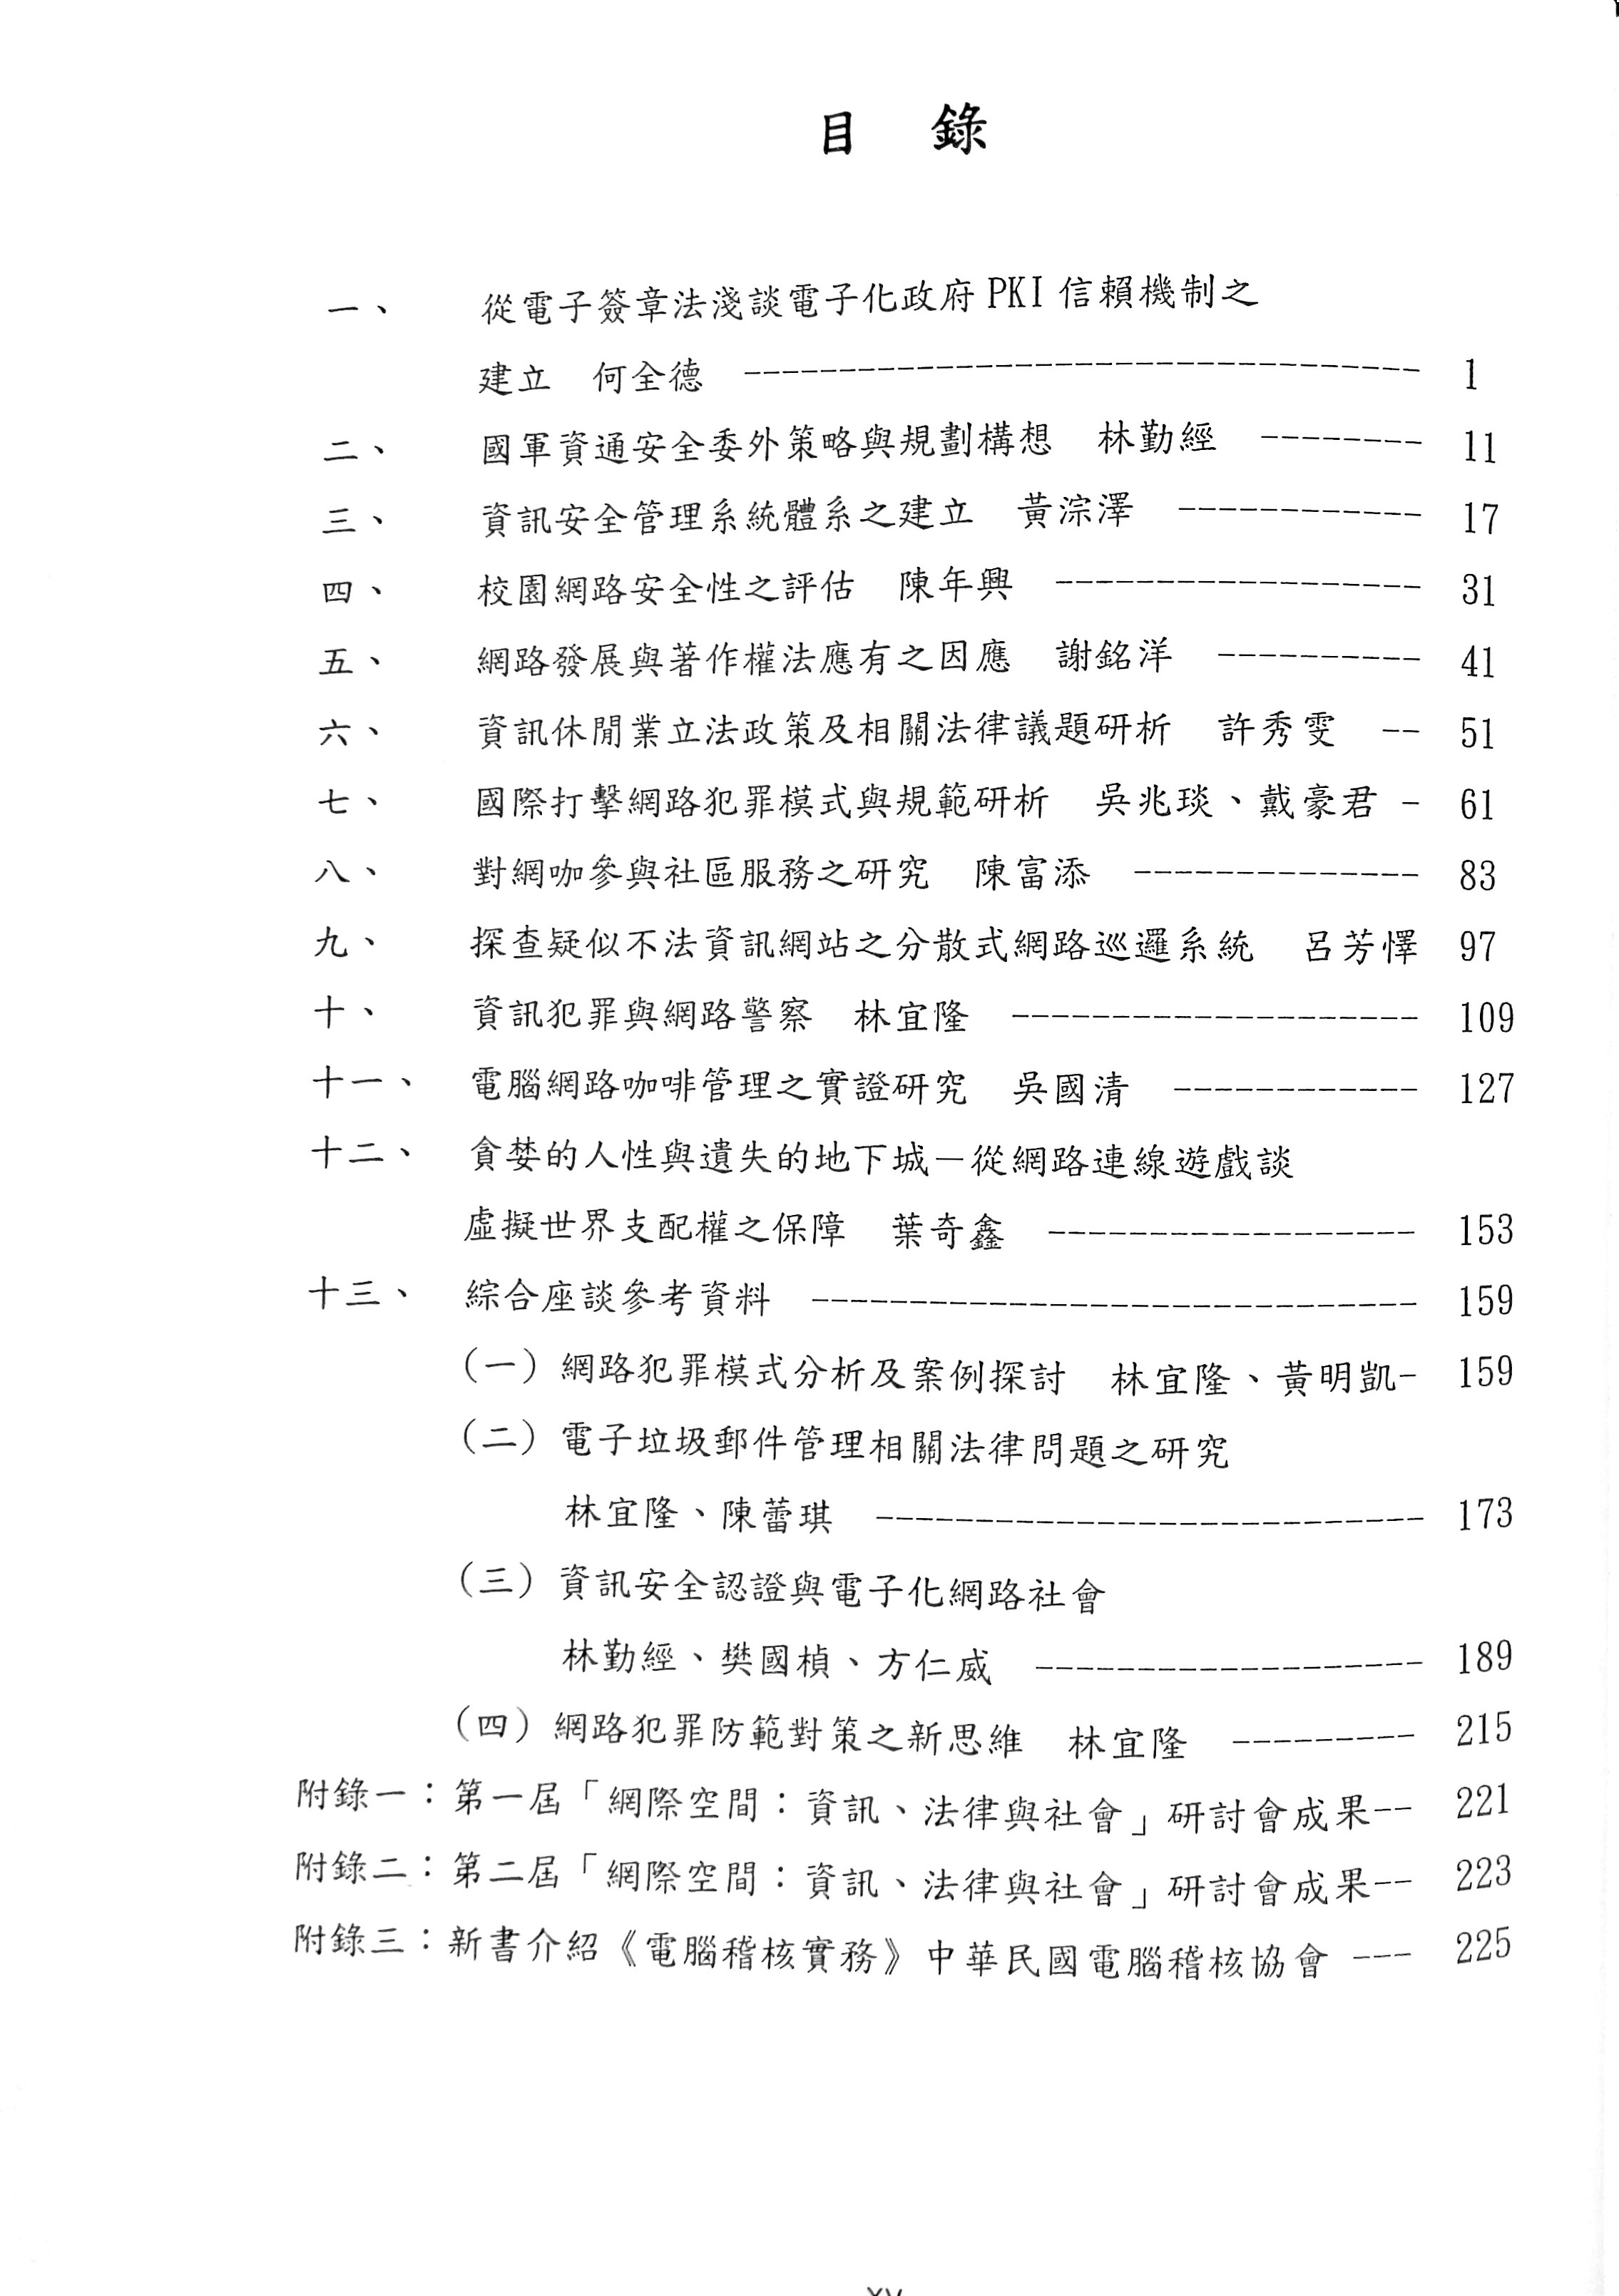 目 錄
一、 從電子簽章法淺談電子化政府 PKI 信賴機制之
建立 何全德 --------------------------------- 1
二、 國軍資通安全委外策略與規劃構想 林勤經 -------- 11
三、 資訊安全管理系統體系之建立 黃淙澤 ------------ 17
四、 校園網路安全性之評估 陳年興 ------------------ 31
五、 網路發展與著作權法應有之因應 謝銘洋 ---------- 41
六、 資訊休閒業立法政策及相關法律議題研析 許秀雯 -- 51
七、 國際打擊網路犯罪模式與規範研析 吳兆琰、戴豪君 - 61
八、 對網咖參與社區服務之研究 陳富添 -------------- 83
九、 探查疑似不法資訊網站之分散式網路巡邏系統 呂芳懌 97
十、 資訊犯罪與網路警察 林宜隆 -------------------- 109
十一、 電腦網路咖啡管理之實證研究 吳國清 ------------ 127
十二、 貪婪的人性與遺失的地下城—從網路連線遊戲談
虛擬世界支配權之保障 葉奇鑫 ------------------ 153
十三、 綜合座談參考資料 ------------------------------ 159
(一) 網路犯罪模式分析及案例探討 林宜隆、黃明凱- 159
(二) 電子垃圾郵件管理相關法律問題之研究
林宜隆、陳蕾琪 --------------------------- 173
(三) 資訊安全認證與電子化網路社會
林勤經、樊國楨、方仁威 ------------------- 189
(四) 網路犯罪防範對策之新思維 林宜隆 --------- 215
附錄一：第一屆「網際空間：資訊、法律與社會」研討會成果-- 221
附錄二：第二屆「網際空間：資訊、法律與社會」研討會成果-- 223
附錄三：新書介紹《電腦稽核實務》中華民國電腦稽核協會 --- 225